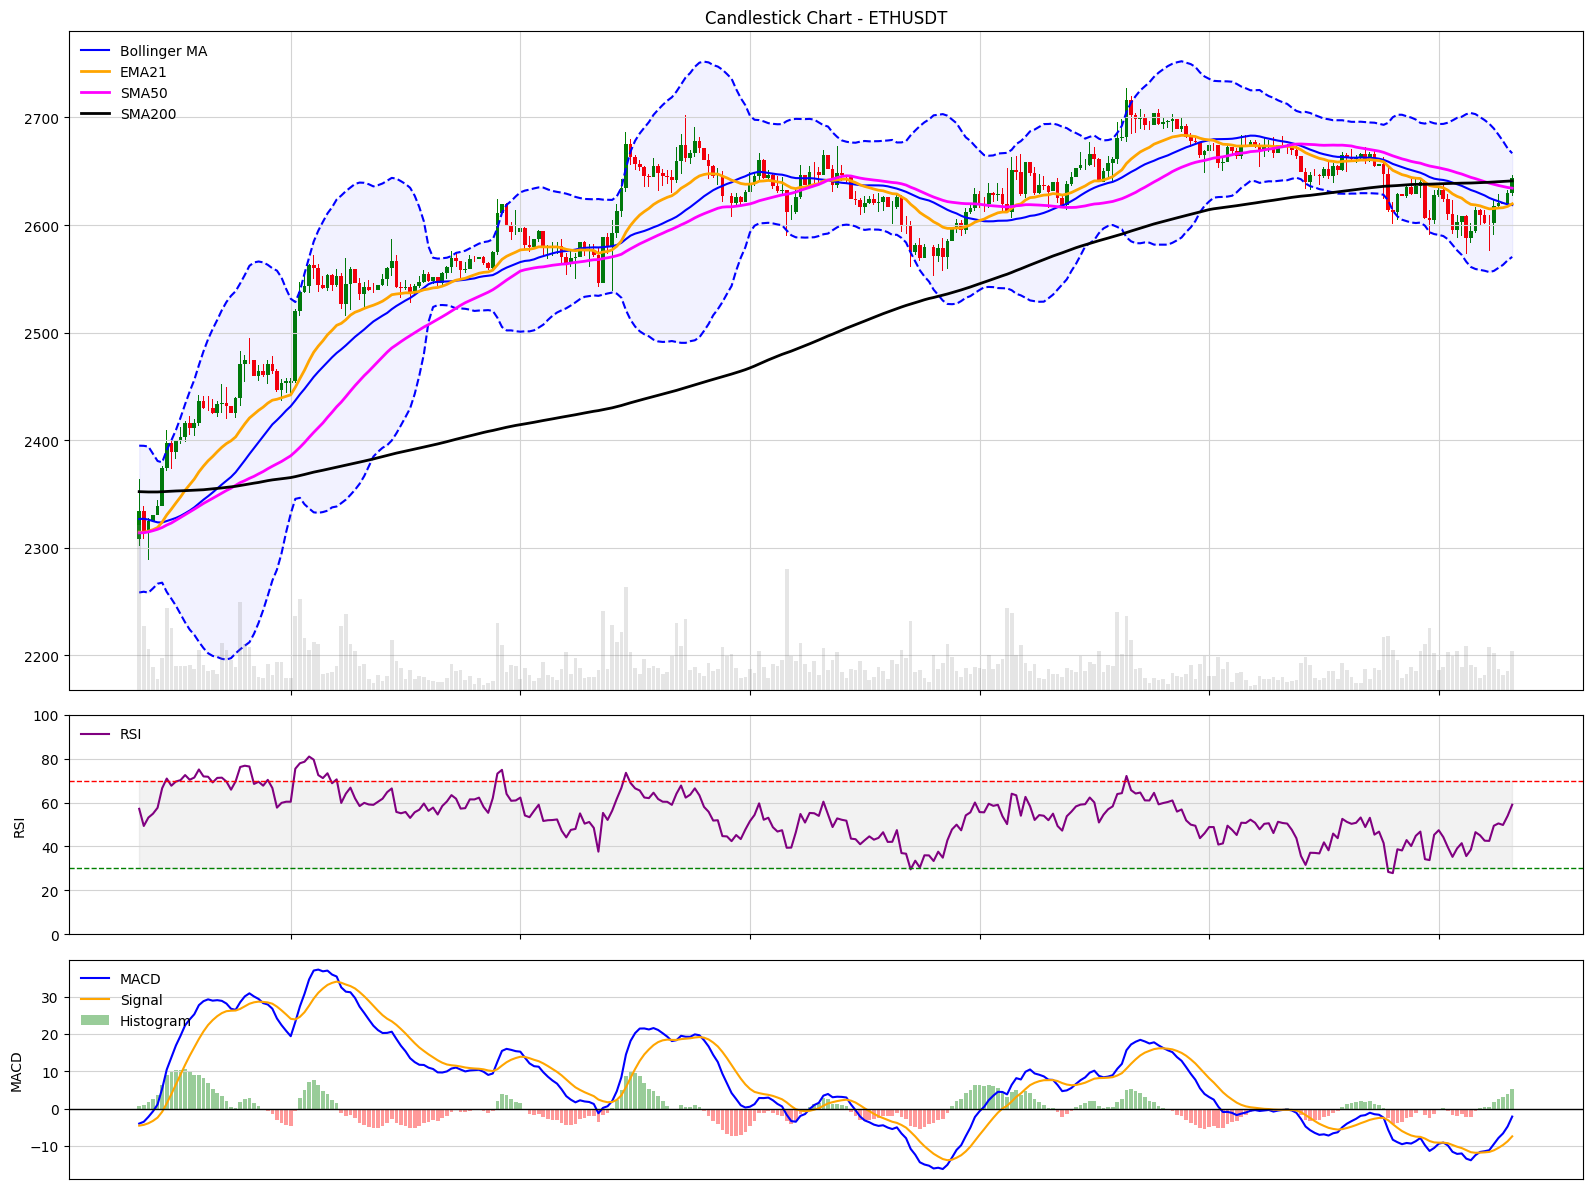 Candlestick Chart - ETHUSDT
Bollinger MA
EMA21
SMA50
SMA200
2700
2600
2500
2400
2300
2200
RSI
100
80
60
40
20
0
RSI
MACD
Signal
Histogram
30
20
10
0
−10
MACD